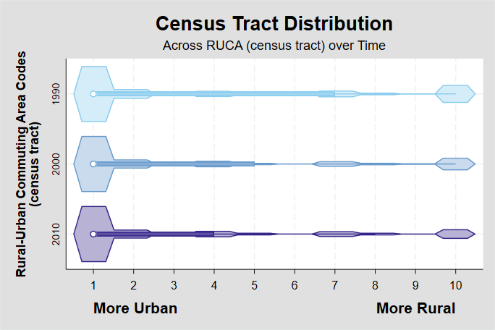 Census Tract Distribution
Across RUCA (census tract) over Time
Rural-Urban Commuting Area Codes
(census tract)
1990
2000
2010
1 2 3 4 5 6 7 8 9 10
More Urban More Rural